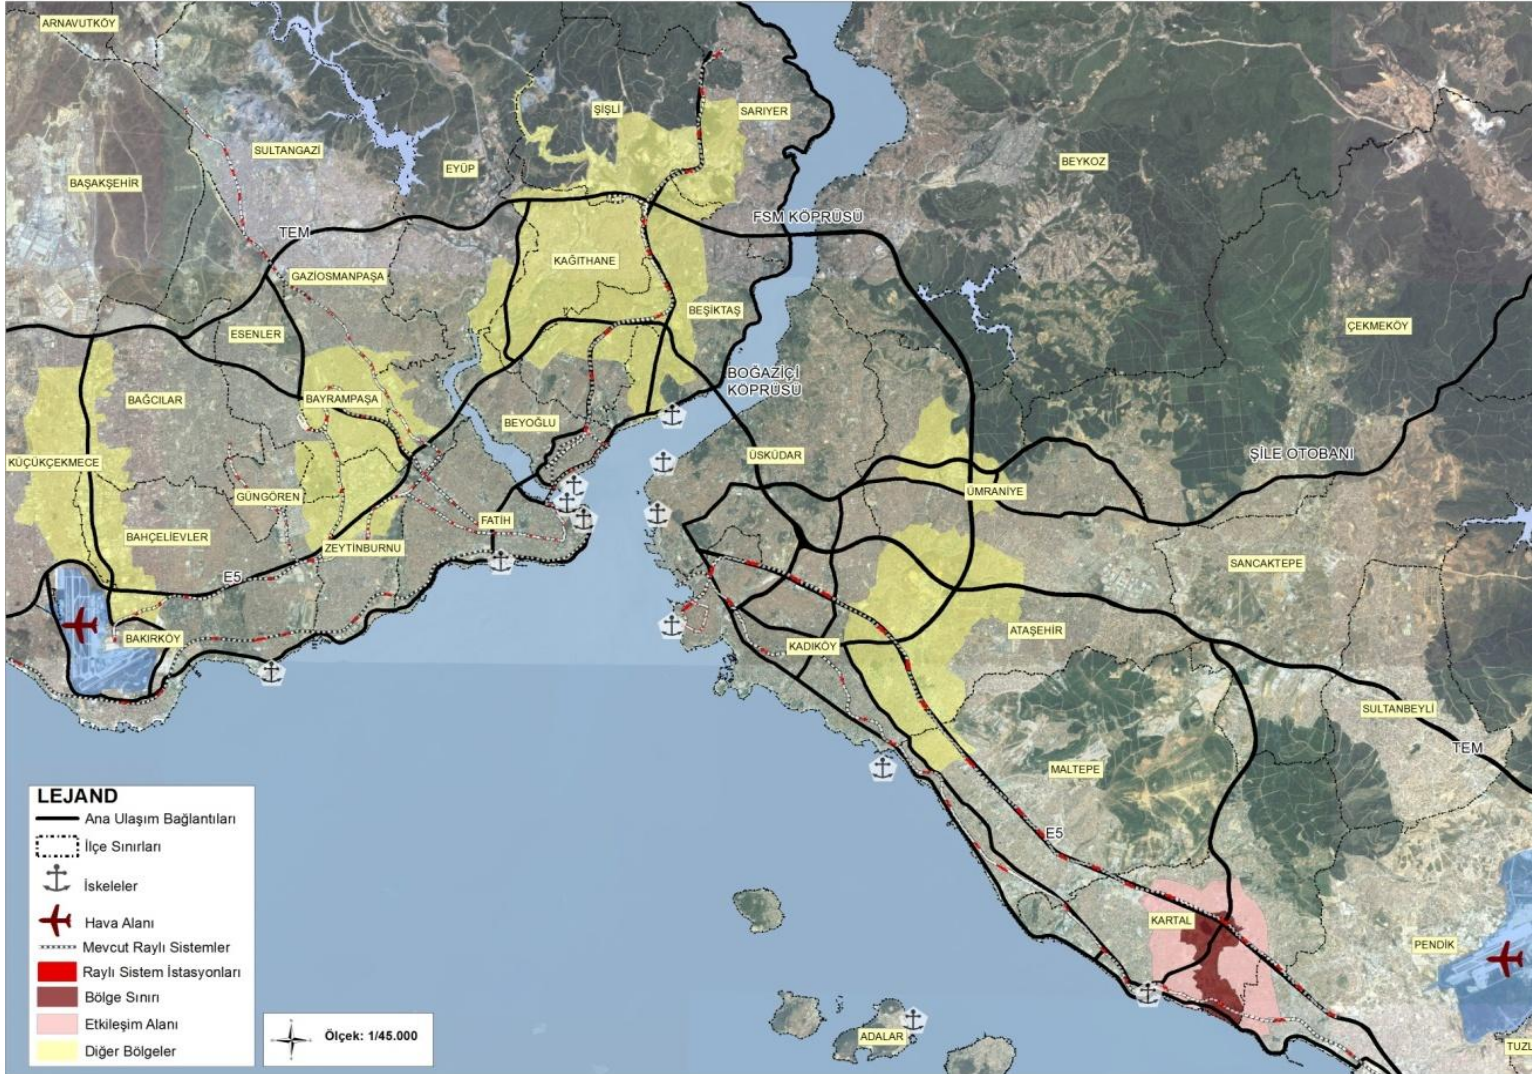 ARNAVUTKÖY
ŞİŞLİ
SARIYER
SULTANGAZİ
EYÜP
BEYKOZ
BAŞAKŞEHİR
FSM KÖPRÜSÜ
TEM
KAĞITHANE
GAZİOSMANPAŞA
BEŞİKTAŞ
ÇEKMEKÖY
ESENLER
BOĞAZİÇİ
KÖPRÜSÜ
BAĞCILAR
BAYRAMPAŞA
BEYOĞLU
ÜSKÜDAR
ŞİLE OTOBANI
KÜÇÜKÇEKMECE
GÜNGÖREN
ÜMRANİYE
FATİH
BAHÇELİEVLER
ZEYTİNBURNU
SANCAKTEPE
E5
BAKIRKÖY
KADIKÖY
ATAŞEHİR
SULTANBEYLİ
TEM
MALTEPE
E5
KARTAL
PENDİK
ADALAR
TUZL
LEJAND
Ana Ulaşım Bağlantıları
İlçe Sınırları
İskeleler
Hava Alanı
Mevcut Raylı Sistemler
Raylı Sistem İstasyonları
Bölge Sınırı
Etkileşim Alanı
Diğer Bölgeler
Ölçek: 1/45.000